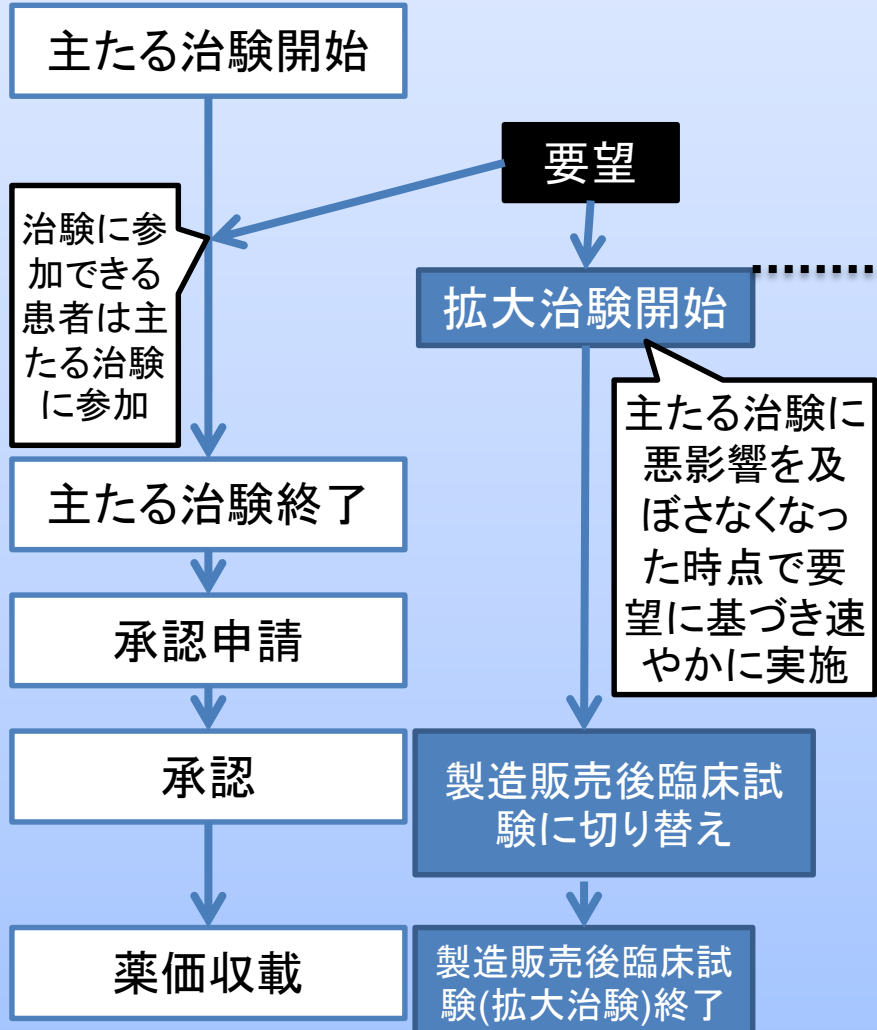 主たる治験開始
要望
治験に参
加できる
患者は主
たる治験
に参加
拡大治験開始
主たる治験に
悪影響を及
ぼさなくなっ
た時点で要
望に基づき速
やかに実施
主たる治験終了
承認申請
承認
製造販売後臨床試
験に切り替え
薬価収載
製造販売後臨床試
験(拡大治験)終了